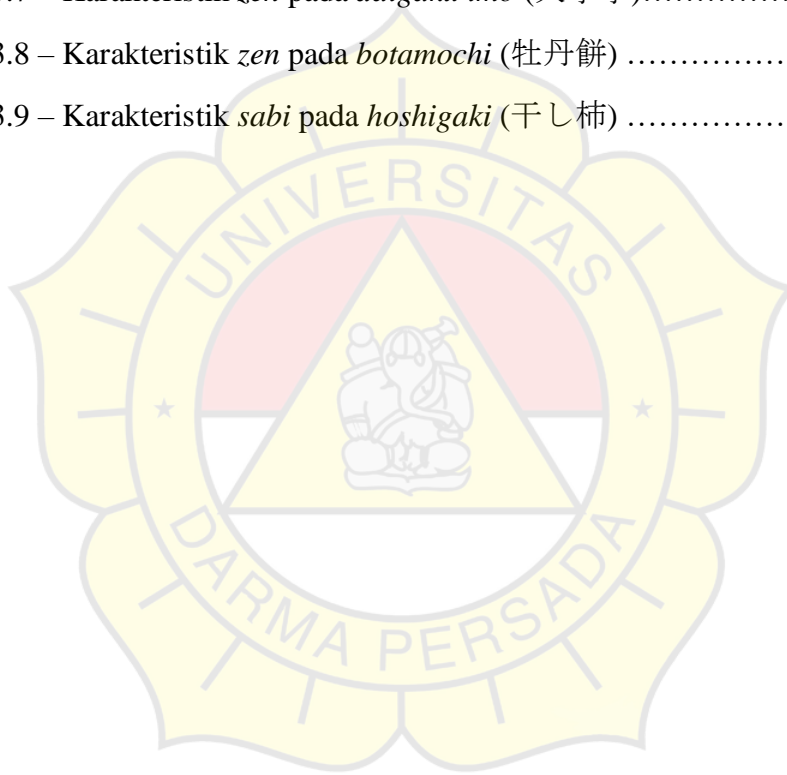 pada
3.8 – Karakteristik zen pada botamochi (牡丹餅) ………………
3.9 – Karakteristik sabi pada hoshigaki (干し柿) ………………
UNIVERSITAS
DARMA PERSADA